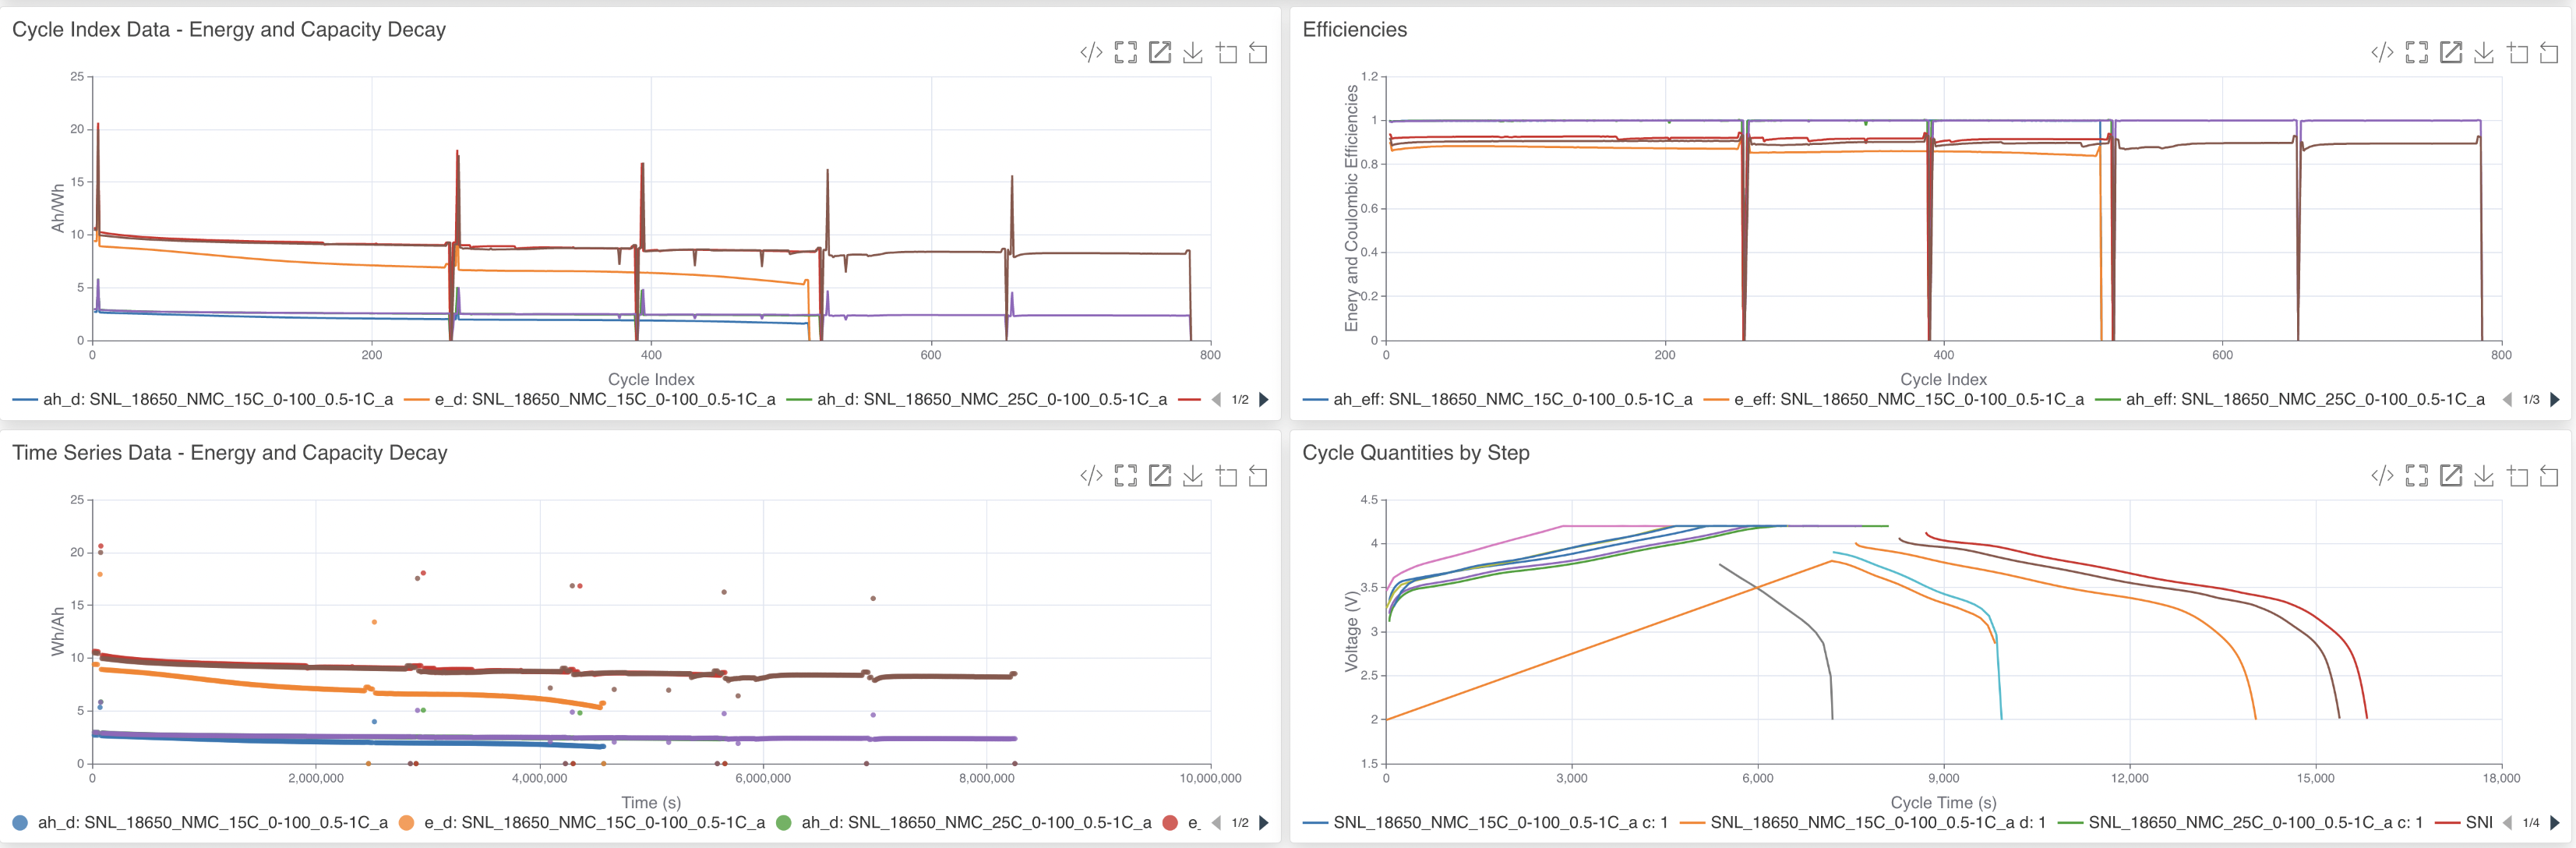 Cycle Index Data - Energy and Capacity Decay
</>
25
20
15
10
5
0
Ah/Wh
0 200 400 600 800
Cycle Index
ah_d: SNL_18650_NMC_15C_0-100_0.5-1C_a e_d: SNL_18650_NMC_15C_0-100_0.5-1C_a ah_d: SNL_18650_NMC_25C_0-100_0.5-1C_a 1/2
Efficiencies
</>
1.2
1
0.8
0.6
0.4
0.2
0
Enery and Coulombic Efficiencies
0 200 400 600 800
Cycle Index
ah_eff: SNL_18650_NMC_15C_0-100_0.5-1C_a e_eff: SNL_18650_NMC_15C_0-100_0.5-1C_a ah_eff: SNL_18650_NMC_25C_0-100_0.5-1C_a 1/3
Time Series Data - Energy and Capacity Decay
</>
25
20
15
10
5
0
Wh/Ah
0 2,000,000 4,000,000 6,000,000 8,000,000 10,000,000
Time (s)
ah_d: SNL_18650_NMC_15C_0-100_0.5-1C_a e_d: SNL_18650_NMC_15C_0-100_0.5-1C_a ah_d: SNL_18650_NMC_25C_0-100_0.5-1C_a e_ 1/2
Cycle Quantities by Step
</>
4.5
4
3.5
3
2.5
2
1.5
Voltage (V)
0 3,000 6,000 9,000 12,000 15,000 18,000
Cycle Time (s)
SNL_18650_NMC_15C_0-100_0.5-1C_a c: 1 SNL_18650_NMC_15C_0-100_0.5-1C_a d: 1 SNL_18650_NMC_25C_0-100_0.5-1C_a c: 1 SNI 1/4